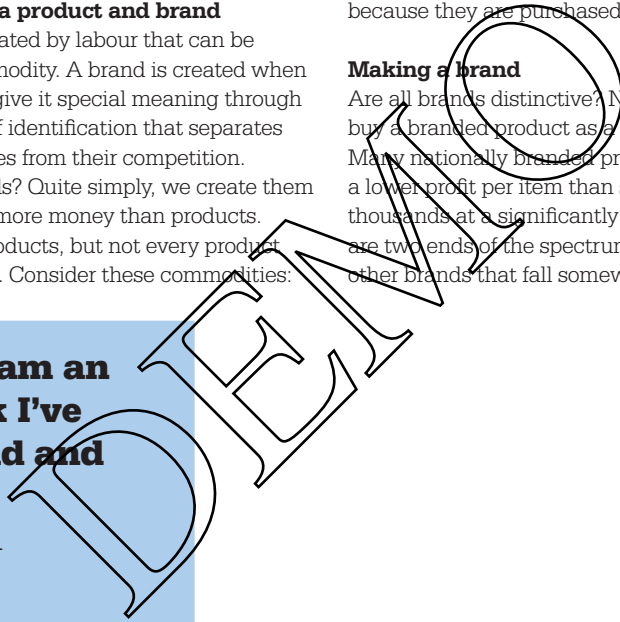 a product and brand
ated by labour that can be
modity. A brand is created when
give it special meaning through
f identification that separates
es from their competition.
ls? Quite simply, we create them
more money than products.
oducts, but not every product
. Consider these commodities:
am an
k I've
d and
because they are purchased
Making a brand
Are all brands distinctive? N
buy a branded product as a
Many nationally branded pr
a lower profit per item than
thousands at a significantly
are two ends of the spectrum
other brands that fall somew
DEMO